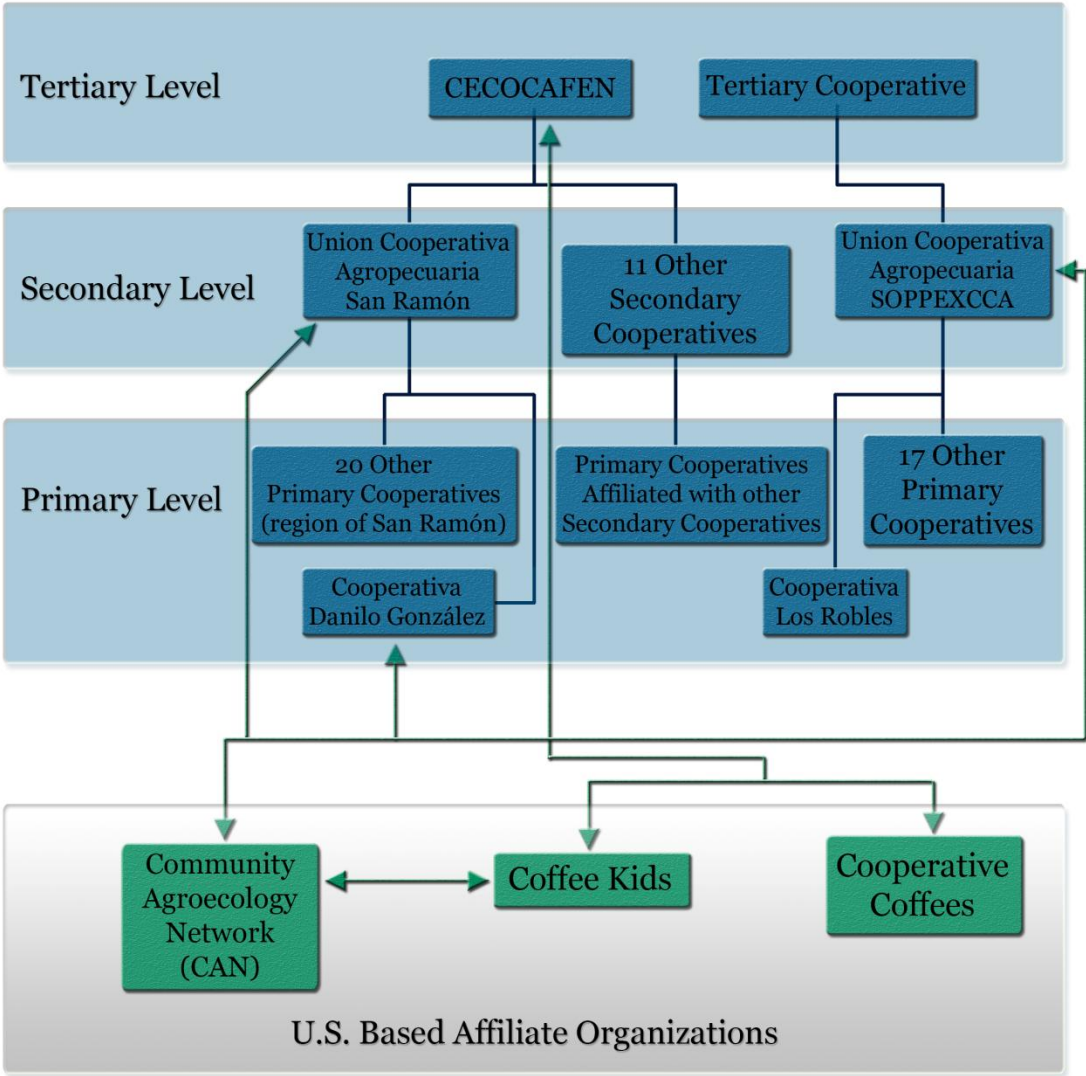 Tertiary Level
CECOCAFEN
Tertiary Cooperative
Secondary Level
Union Cooperativa
Agropecuaria
San Ramón
11 Other
Secondary
Cooperatives
Union Cooperativa
Agropecuaria
SOPPEXCCA
Primary Level
20 Other
Primary Cooperatives
(region of San Ramón)
Primary Cooperatives
Affiliated with other
Secondary Cooperatives
17 Other
Primary
Cooperatives
Cooperativa
Danilo González
Cooperativa
Los Robles
Community
Agroecology
Network
(CAN)
Coffee Kids
Cooperative
Coffees
U.S. Based Affiliate Organizations